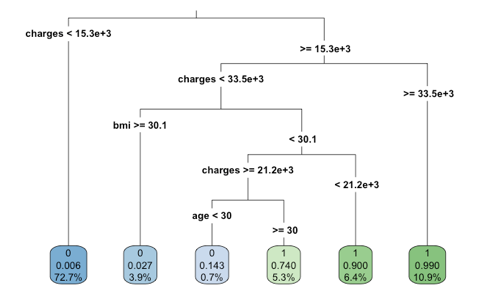 charges < 15.3e+3
>= 15.3e+3
charges < 33.5e+3
>= 33.5e+3
bmi >= 30.1
< 30.1
charges >= 21.2e+3
< 21.2e+3
age < 30
>= 30
0
0.006
72.7%
0
0.027
3.9%
0
0.143
0.7%
1
0.740
5.3%
1
0.900
6.4%
1
0.990
10.9%